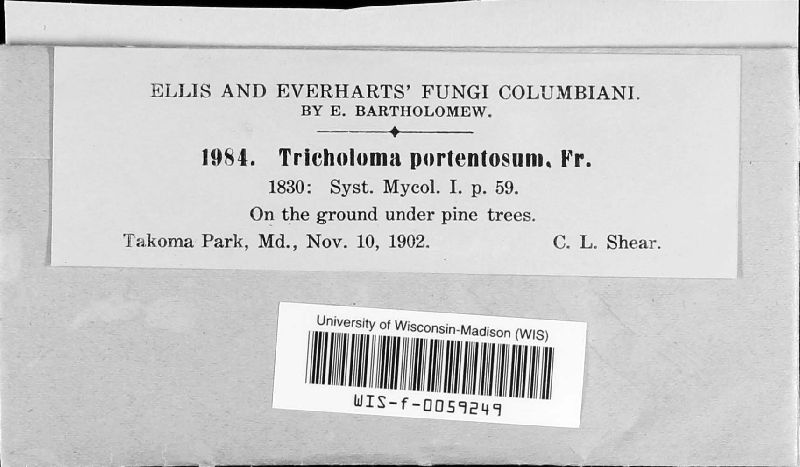 ELLIS AND EVERHARTS' FUNGI COLUMBIANI.
BY E. BARTHOLOMEW.
1984. Tricholoma portentosum, Fr.
1830: Syst. Mycol. I. p. 59.
On the ground under pine trees.
Takoma Park, Md., Nov. 10, 1902. C. L. Shear.
University of Wisconsin-Madison (WIS)
WIS-f-0059249